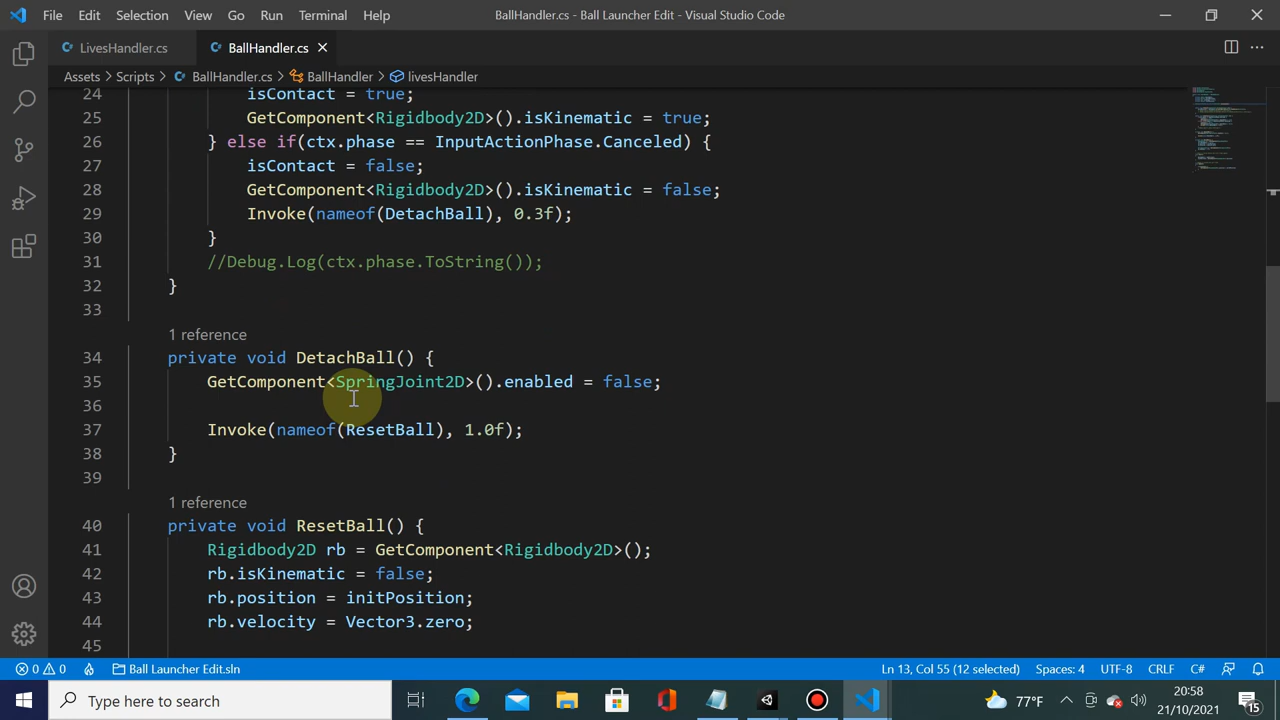 File Edit Selection View Go Run Terminal Help BallHandler.cs - Ball Launcher Edit - Visual Studio Code
LivesHandler.cs BallHandler.cs
Assets > Scripts > BallHandler.cs > BallHandler > livesHandler
24 isContact = true;
25 GetComponent<Rigidbody2D>().isKinematic = true;
26 } else if(ctx.phase == InputActionPhase.Canceled) {
27 isContact = false;
28 GetComponent<Rigidbody2D>().isKinematic = false;
29 Invoke(nameof(DetachBall), 0.3f);
30 }
31 //Debug.Log(ctx.phase.ToString());
32 }
33
1 reference
34 private void DetachBall() {
35 GetComponent<SpringJoint2D>().enabled = false;
36
37 Invoke(nameof(ResetBall), 1.0f);
38 }
39
1 reference
40 private void ResetBall() {
41 Rigidbody2D rb = GetComponent<Rigidbody2D>();
42 rb.isKinematic = false;
43 rb.position = initPosition;
44 rb.velocity = Vector3.zero;
45
0 0 Ball Launcher Edit.sln Ln 13, Col 55 (12 selected) Spaces: 4 UTF-8 CRLF C#
Type here to search 77°F 20:58
21/10/2021 15